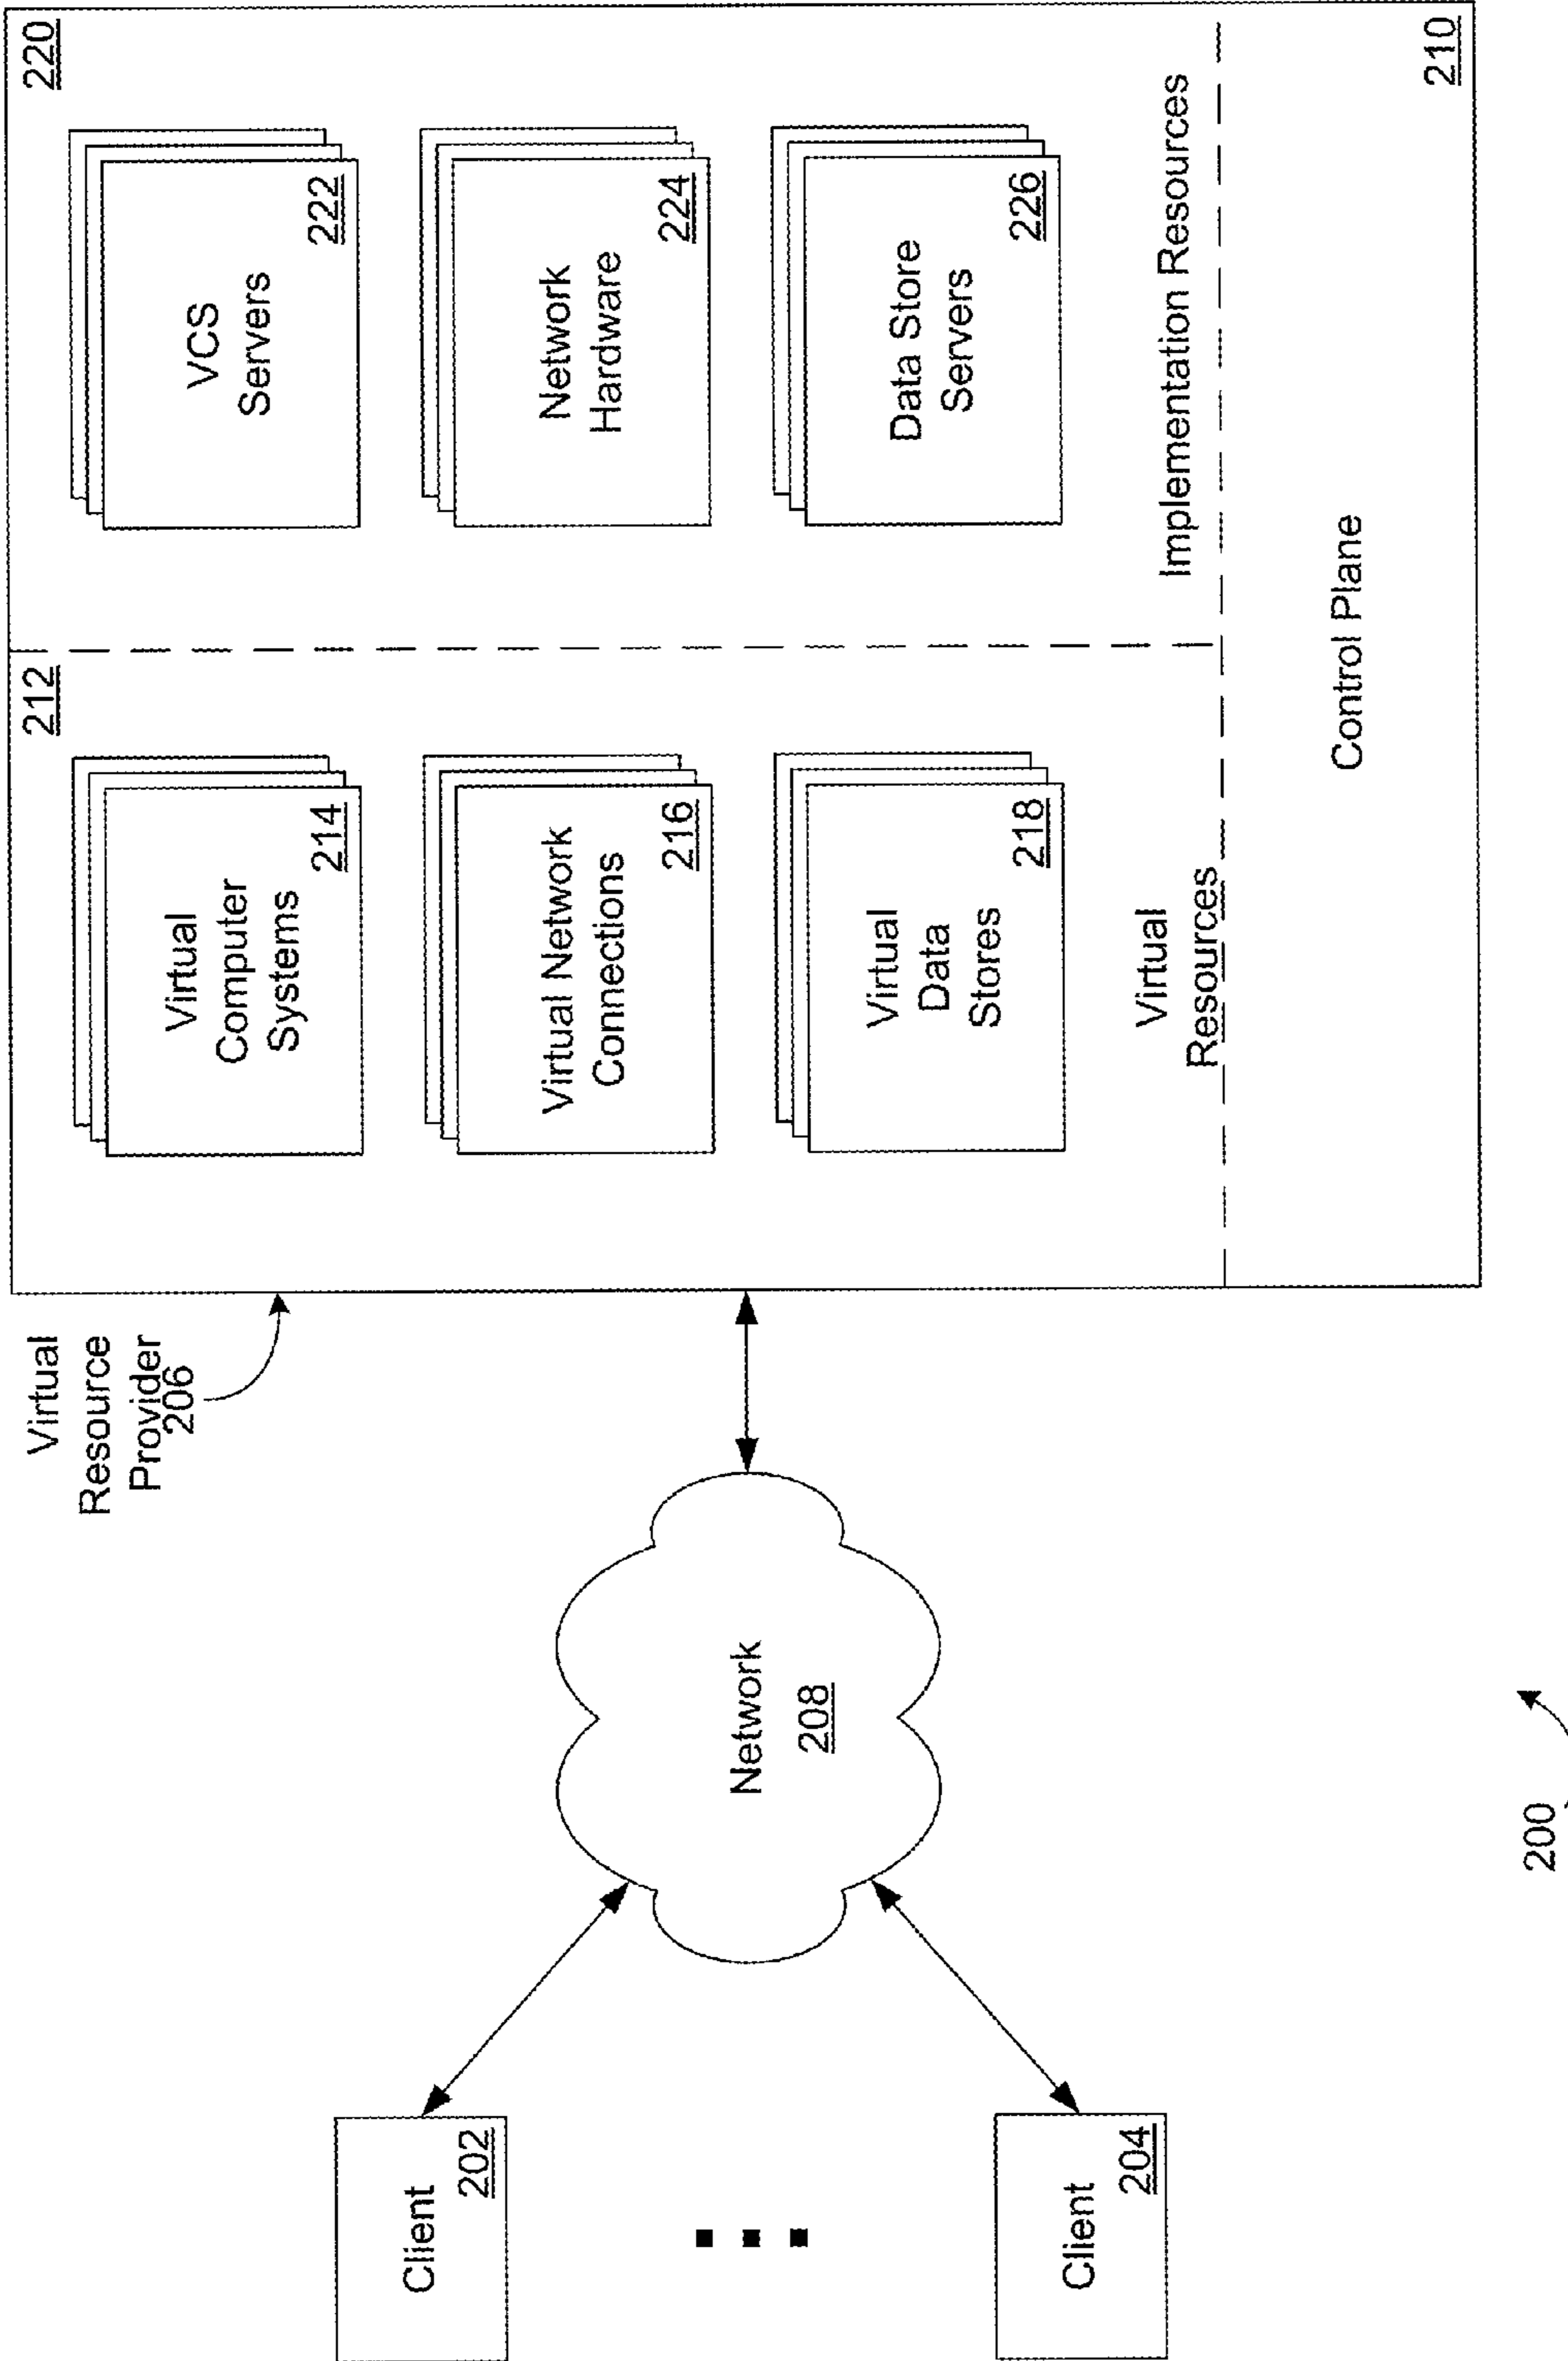 Virtual
Resource
Provider
206
212
220
Virtual
Computer
Systems
214
VCS
Servers
222
Virtual Network
Connections
216
Network
Hardware
224
Virtual
Data
Stores
218
Data Store
Servers
226
Virtual
Resources
Implementation Resources
Control Plane
210
Client
202
Network
208
Client
204
200